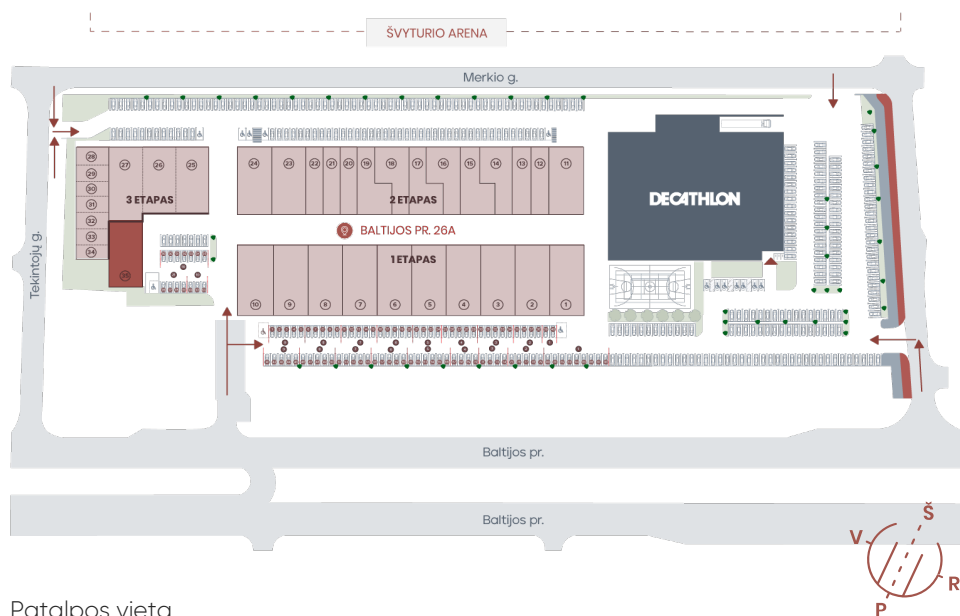 ŠVYTURIO ARENA
Merkio g.
28
29
30
31
32
33
34
27
26
25
3 ETAPAS
24
23
22
21
20
19
18
17
16
15
14
13
12
11
2 ETAPAS
DECATHLON
BALTIJOS PR. 26A
1 ETAPAS
10
9
8
7
6
5
4
3
2
1
Tekintojų g.
Baltijos pr.
Baltijos pr.
Š
V
R
P
Patalpos vieta